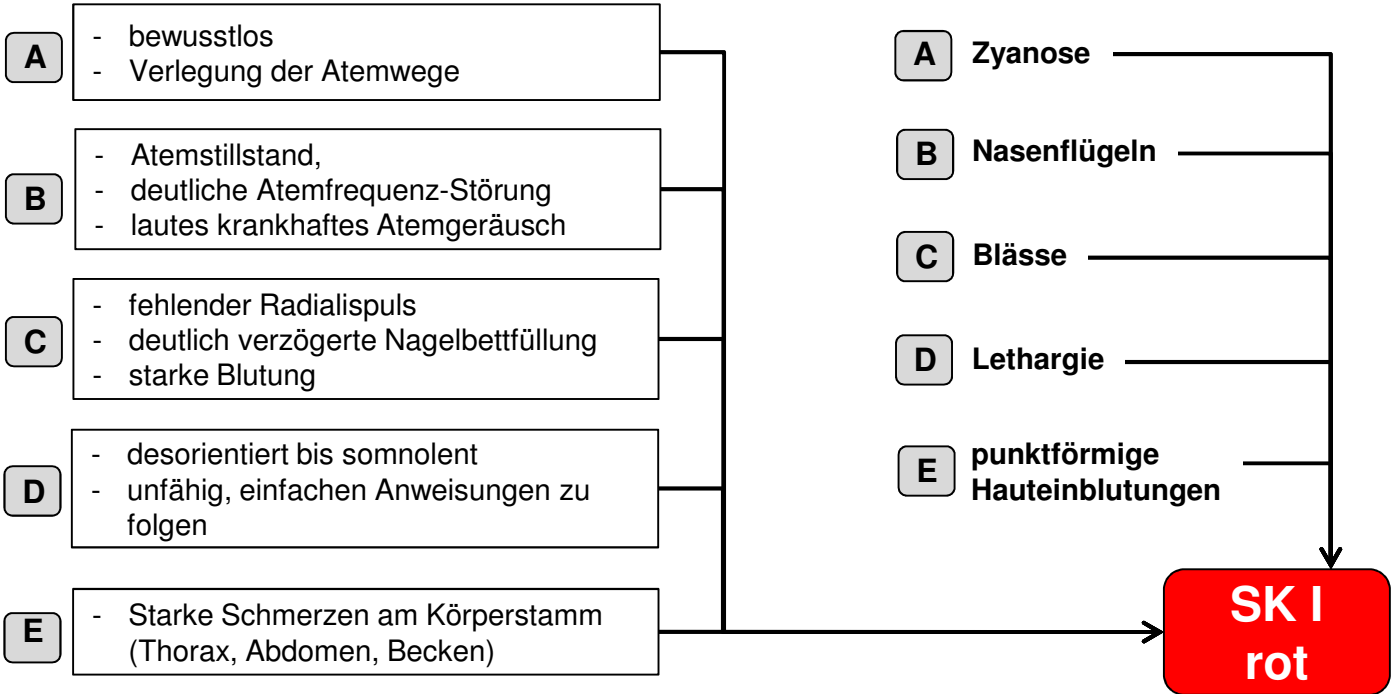 A
- bewusstlos
- Verlegung der Atemwege
B
- Atemstillstand,
- deutliche Atemfrequenz-Störung
- lautes krankhaftes Atemgeräusch
C
- fehlender Radialispuls
- deutlich verzögerte Nagelbettfüllung
- starke Blutung
D
- desorientiert bis somnolent
- unfähig, einfachen Anweisungen zu
folgen
E
- Starke Schmerzen am Körperstamm
(Thorax, Abdomen, Becken)
A Zyanose
B Nasenflügeln
C Blässe
D Lethargie
E punktförmige
Hauteinblutungen
SK I
rot